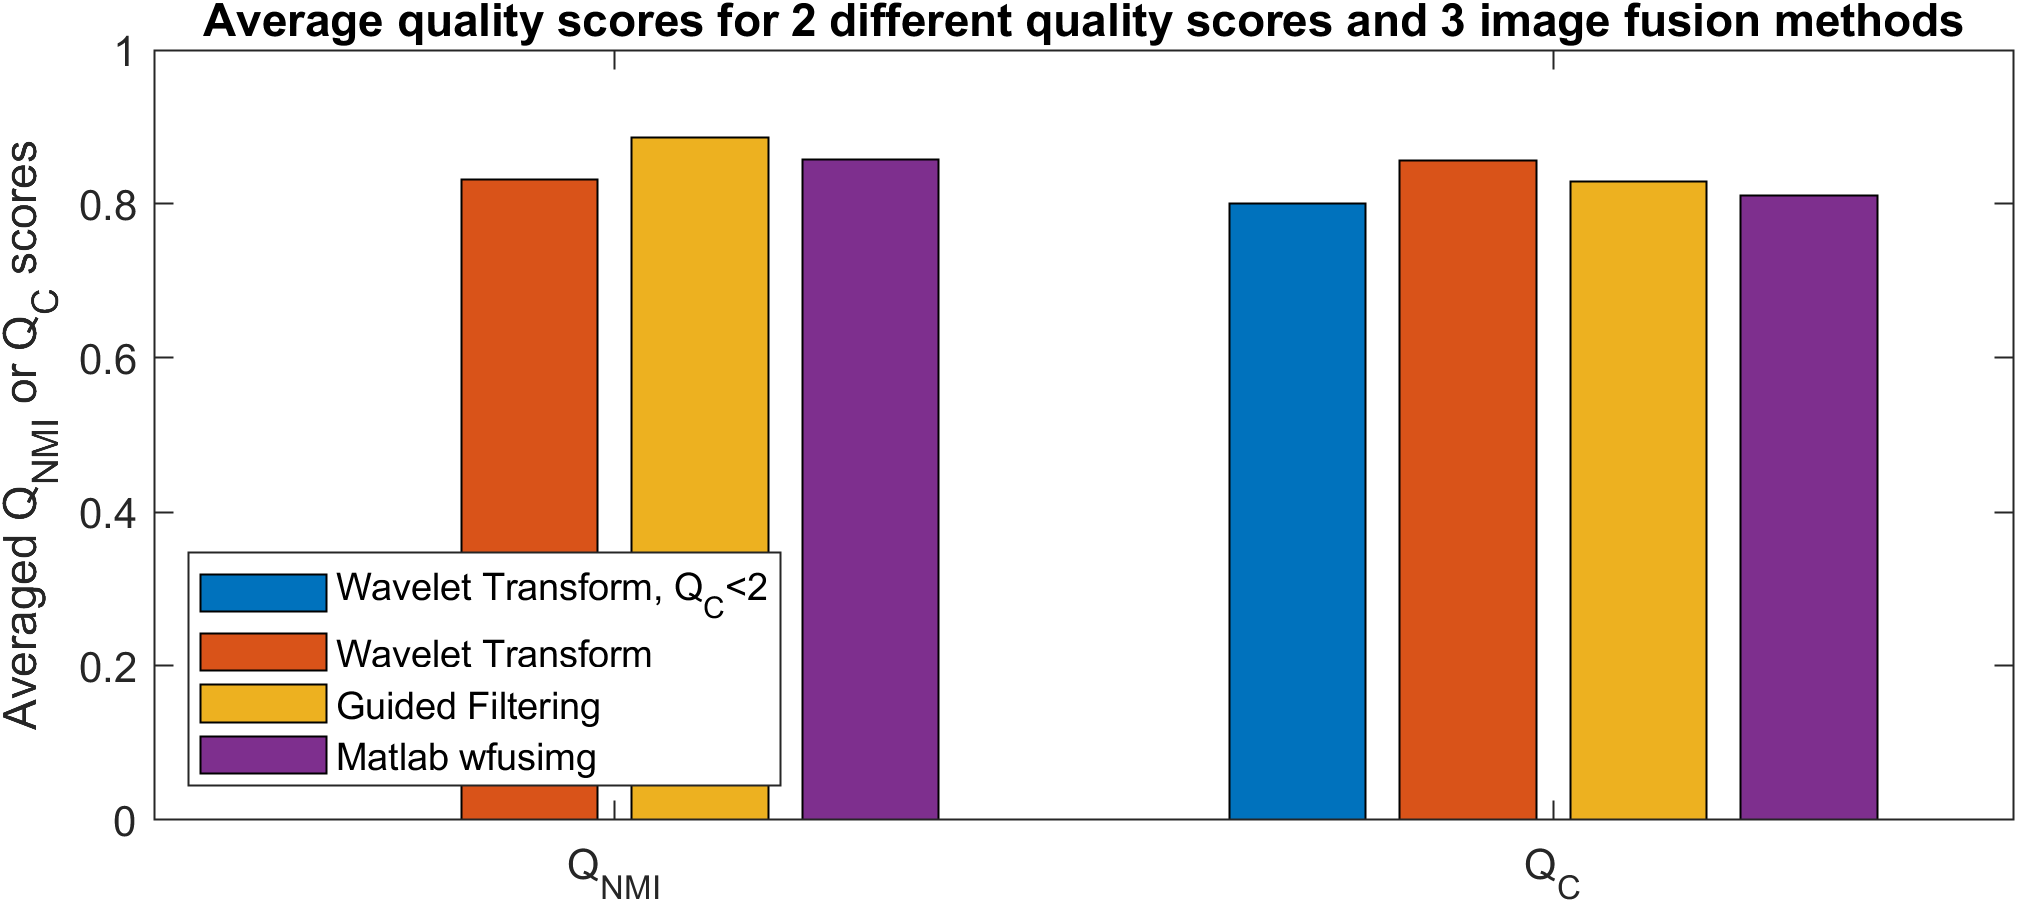 Average quality scores for 2 different quality scores and 3 image fusion methods
Averaged Q_NMI or Q_C scores
1
0.8
0.6
0.4
0.2
0
Wavelet Transform, Q_C<2
Wavelet Transform
Guided Filtering
Matlab wfusimg
Q_NMI
Q_C